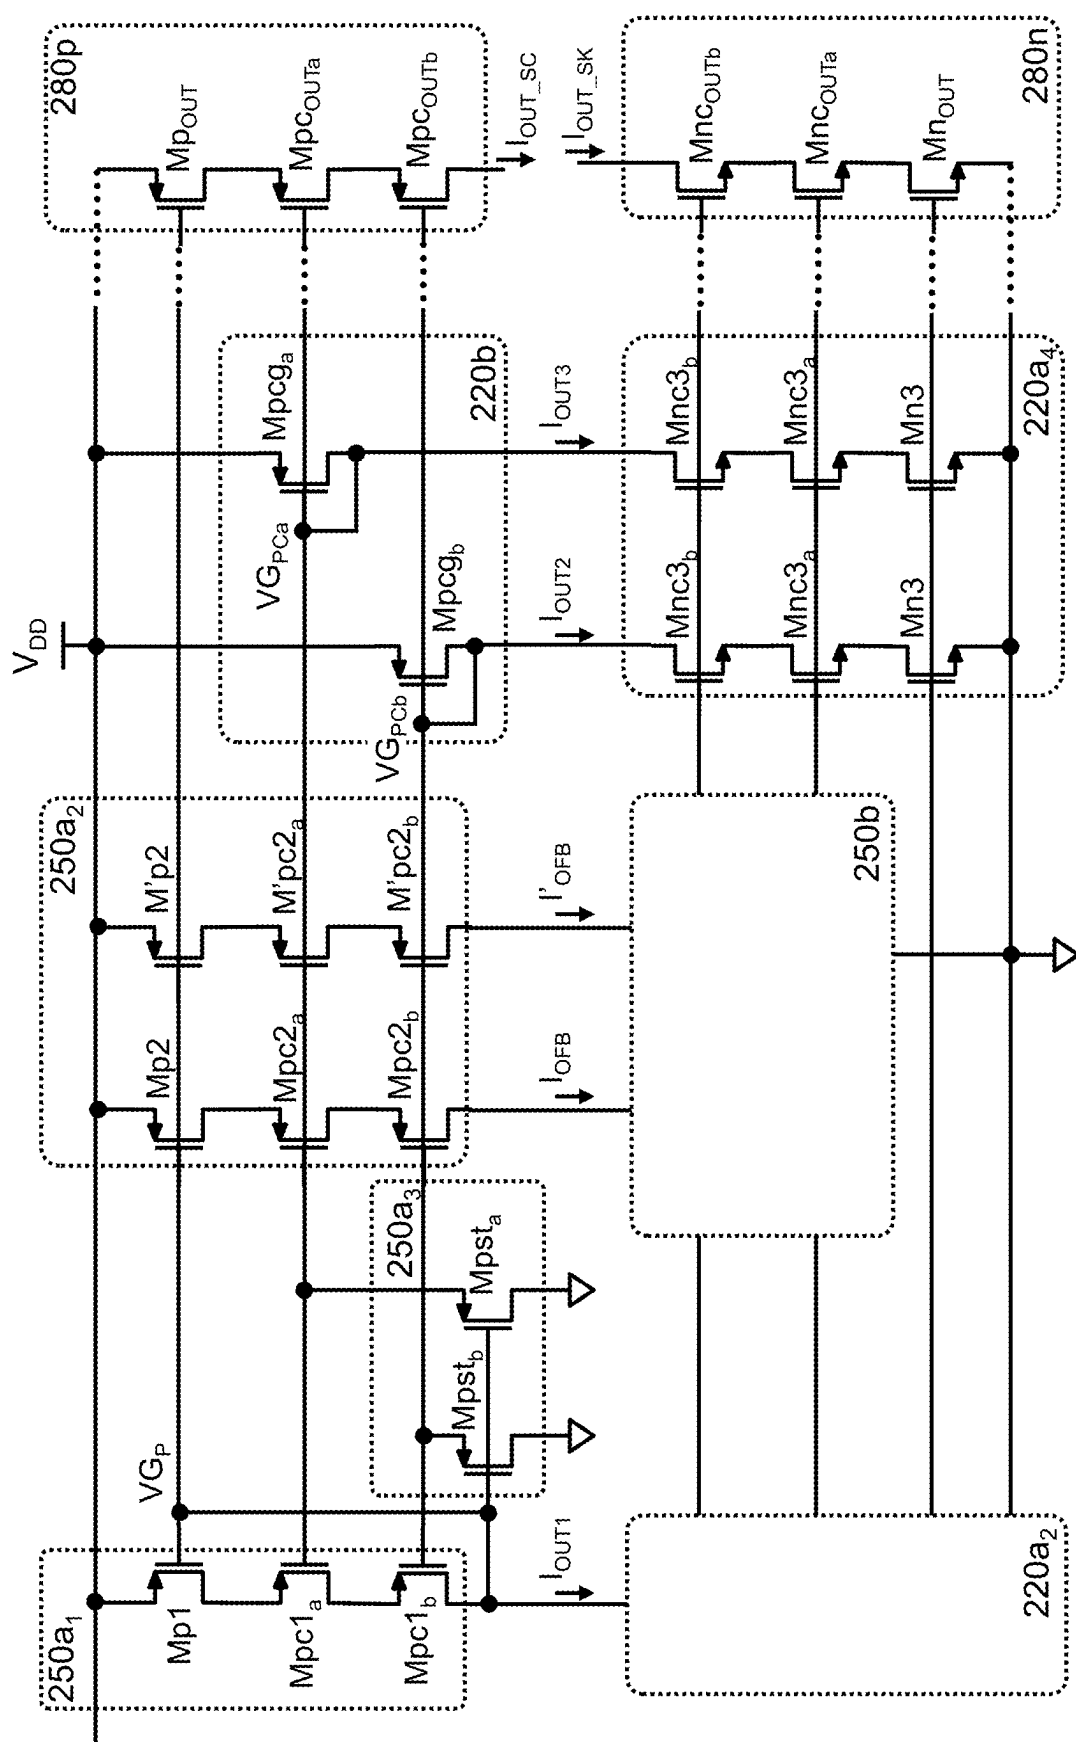 280p
280n
Mp_OUT
Mpc_OUTa
Mpc_OUTb
I_OUT_SC
I_OUT_SK
Mnc_OUTb
Mnc_OUTa
Mn_OUT
Mpcg_a
220b
I_OUT3
Mnc3_b
Mnc3_a
Mn3
220a_4
VG_PCa
V_DD
Mpcg_b
I_OUT2
Mnc3_b
Mnc3_a
Mn3
VG_PCb
250a_2
M'p2
M'pc2_a
M'pc2_b
I'_OFB
250b
Mp2
Mpc2_a
Mpc2_b
I_OFB
250a_3
Mpst_a
Mpst_b
VG_P
I_OUT1
250a_1
Mp1
Mpc1_a
Mpc1_b
220a_2